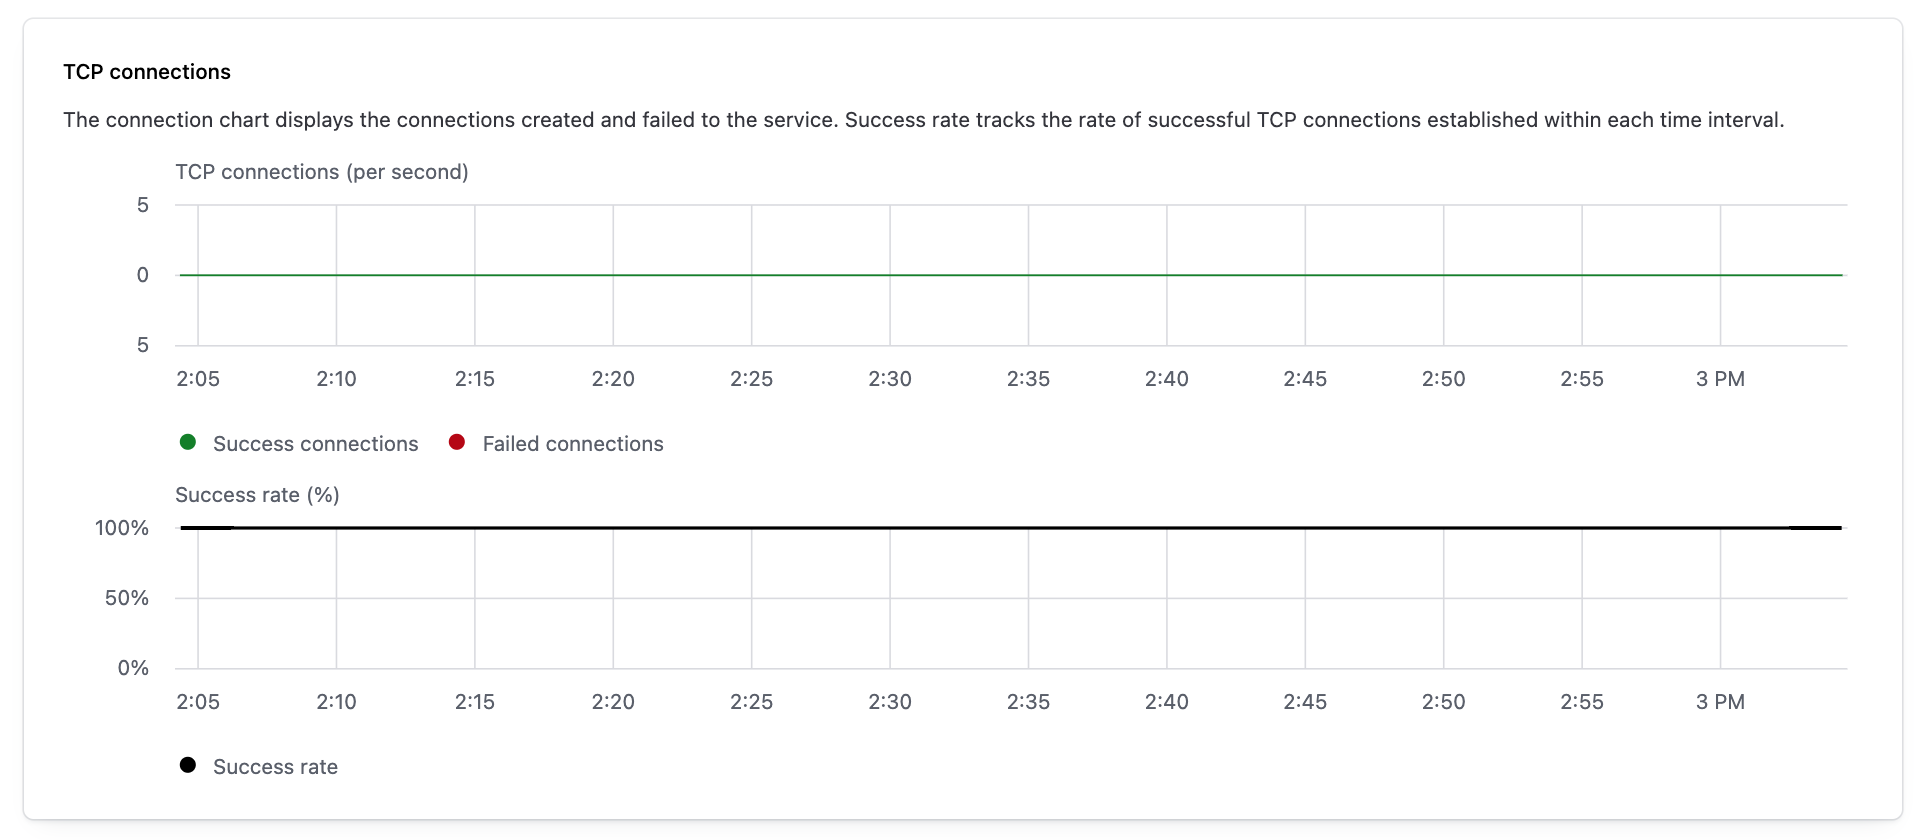 TCP connections
The connection chart displays the connections created and failed to the service. Success rate tracks the rate of successful TCP connections established within each time interval.
TCP connections (per second)
5
0
5
2:05 2:10 2:15 2:20 2:25 2:30 2:35 2:40 2:45 2:50 2:55 3 PM
Success connections Failed connections
Success rate (%)
100%
50%
0%
2:05 2:10 2:15 2:20 2:25 2:30 2:35 2:40 2:45 2:50 2:55 3 PM
Success rate